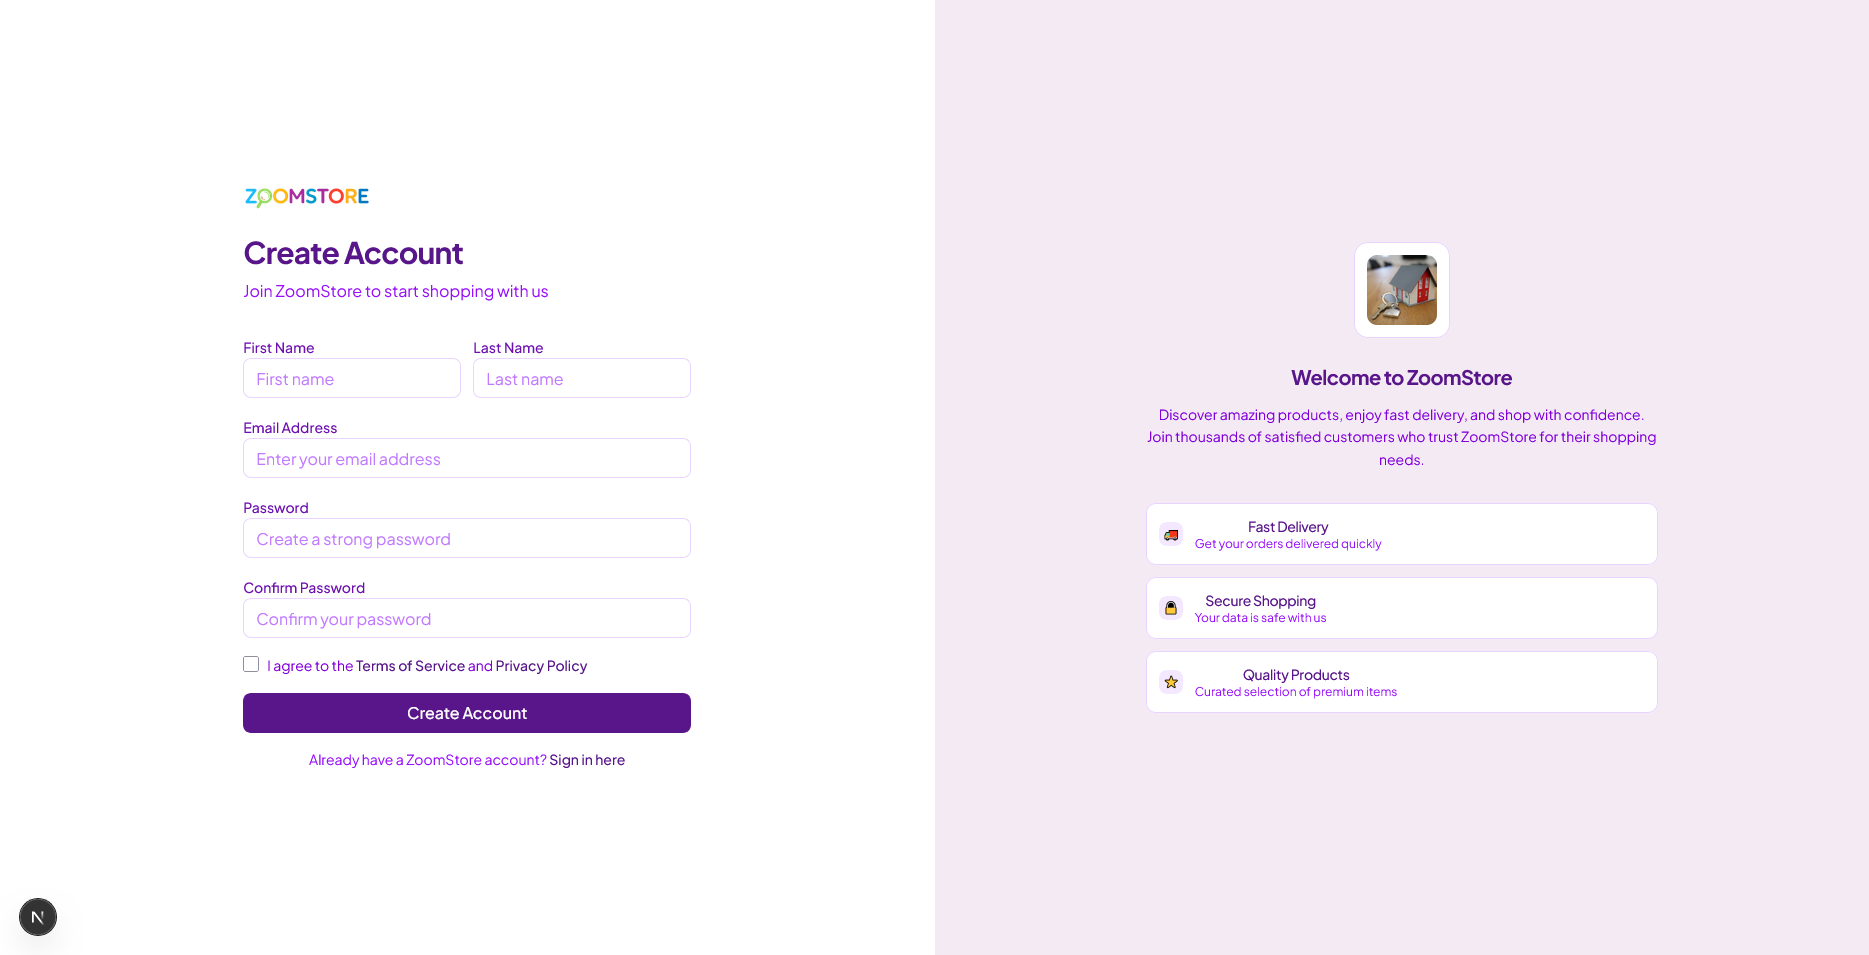 ZOOMSTORE
Create Account
Join ZoomStore to start shopping with us
First Name
Last Name
First name
Last name
Email Address
Enter your email address
Password
Create a strong password
Confirm Password
Confirm your password
I agree to the Terms of Service and Privacy Policy
Create Account
Already have a ZoomStore account? Sign in here
N
Welcome to ZoomStore
Discover amazing products, enjoy fast delivery, and shop with confidence.
Join thousands of satisfied customers who trust ZoomStore for their shopping
needs.
Fast Delivery
Get your orders delivered quickly
Secure Shopping
Your data is safe with us
Quality Products
Curated selection of premium items